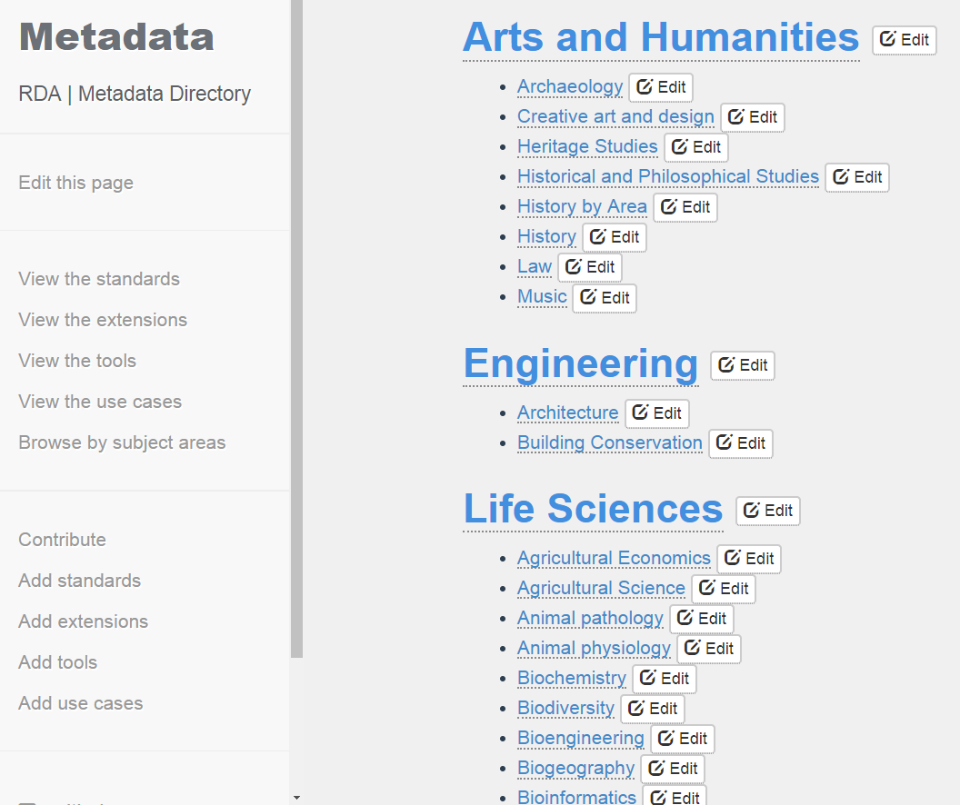 Metadata
RDA | Metadata Directory
Edit this page
View the standards
View the extensions
View the tools
View the use cases
Browse by subject areas
Contribute
Add standards
Add extensions
Add tools
Add use cases
Arts and Humanities Edit
Archaeology Edit
Creative art and design Edit
Heritage Studies Edit
Historical and Philosophical Studies Edit
History by Area Edit
History Edit
Law Edit
Music Edit
Engineering Edit
Architecture Edit
Building Conservation Edit
Life Sciences Edit
Agricultural Economics Edit
Agricultural Science Edit
Animal pathology Edit
Animal physiology Edit
Biochemistry Edit
Biodiversity Edit
Bioengineering Edit
Biogeography Edit
Bioinformatics Edit